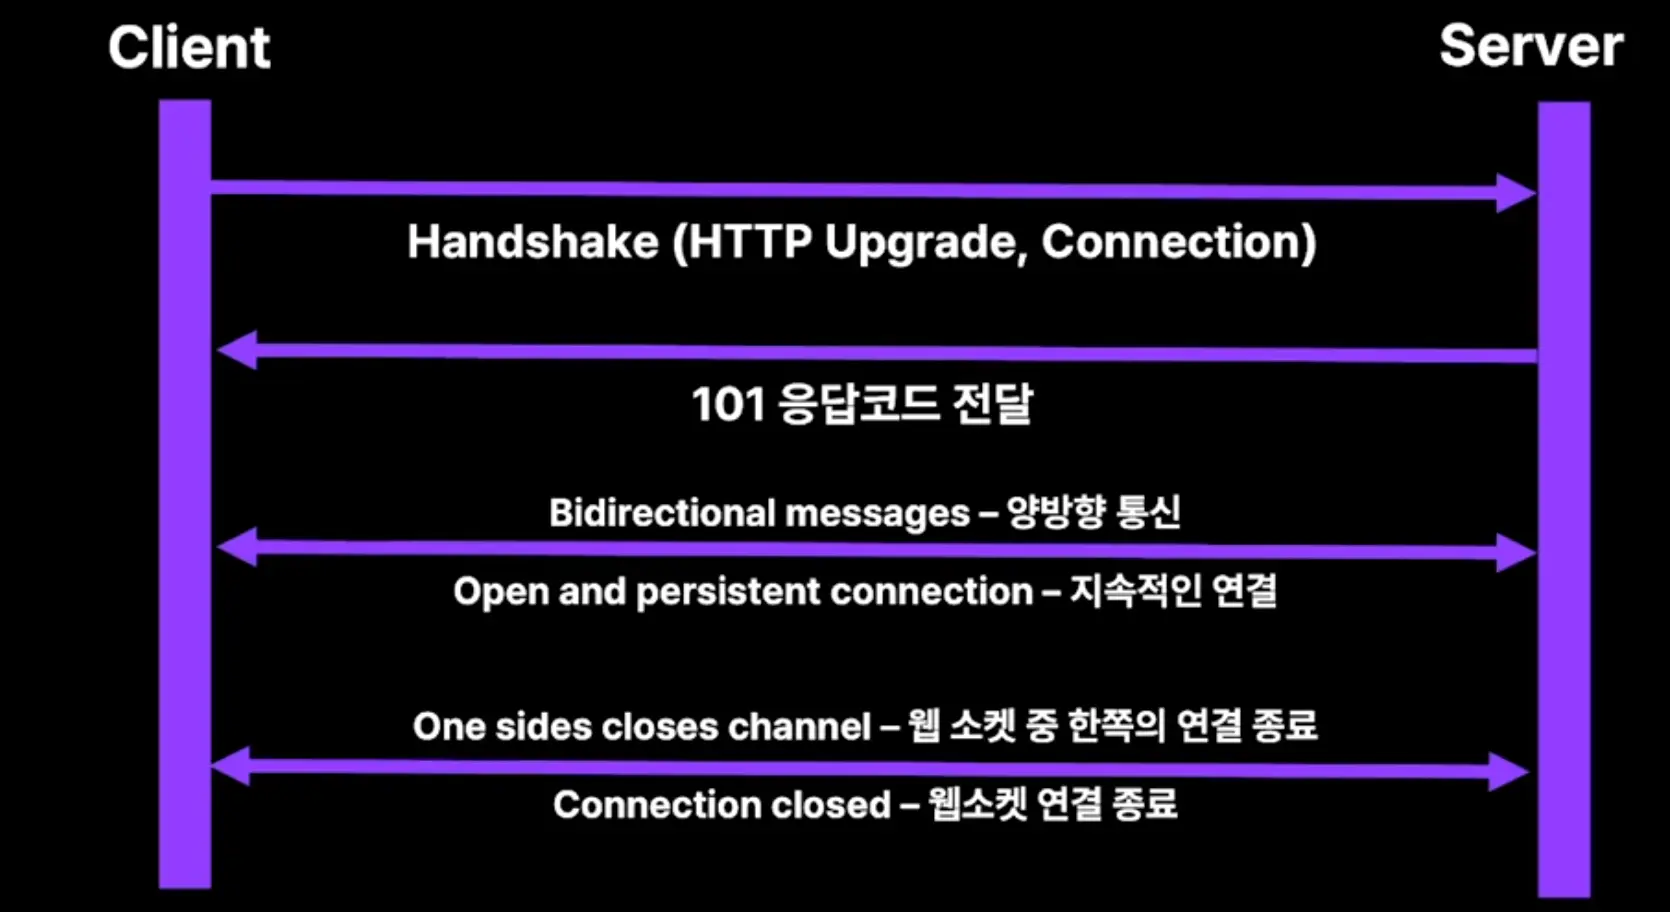 Client
Server
Handshake (HTTP Upgrade, Connection)
101 응답코드 전달
Bidirectional messages – 양방향 통신
Open and persistent connection – 지속적인 연결
One sides closes channel – 웹 소켓 중 한쪽의 연결 종료
Connection closed – 웹소켓 연결 종료